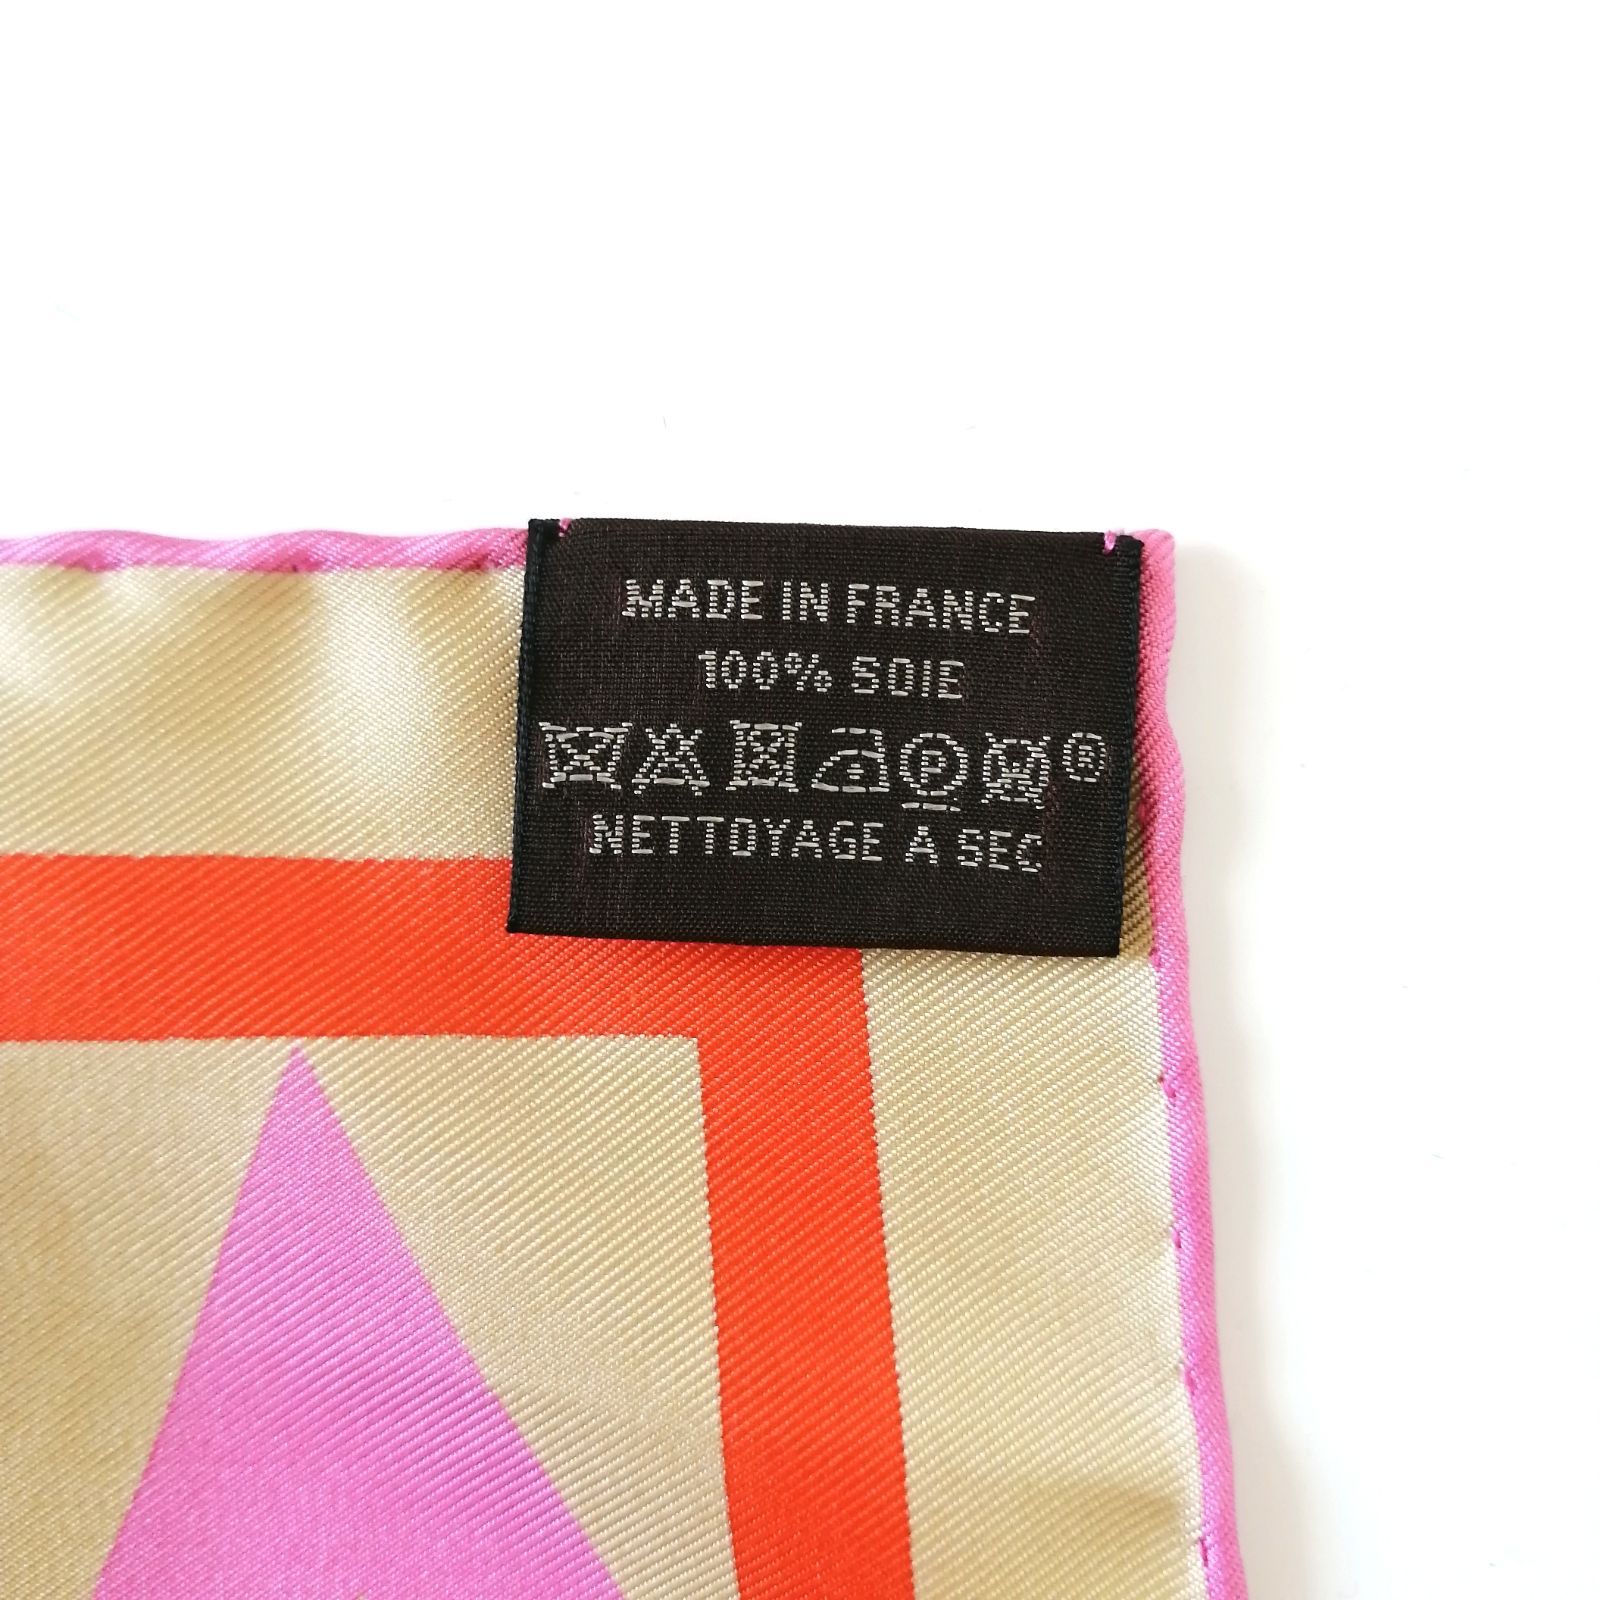 MADE IN FRANCE
100% SOIE
P ®
NETTOYAGE A SEC